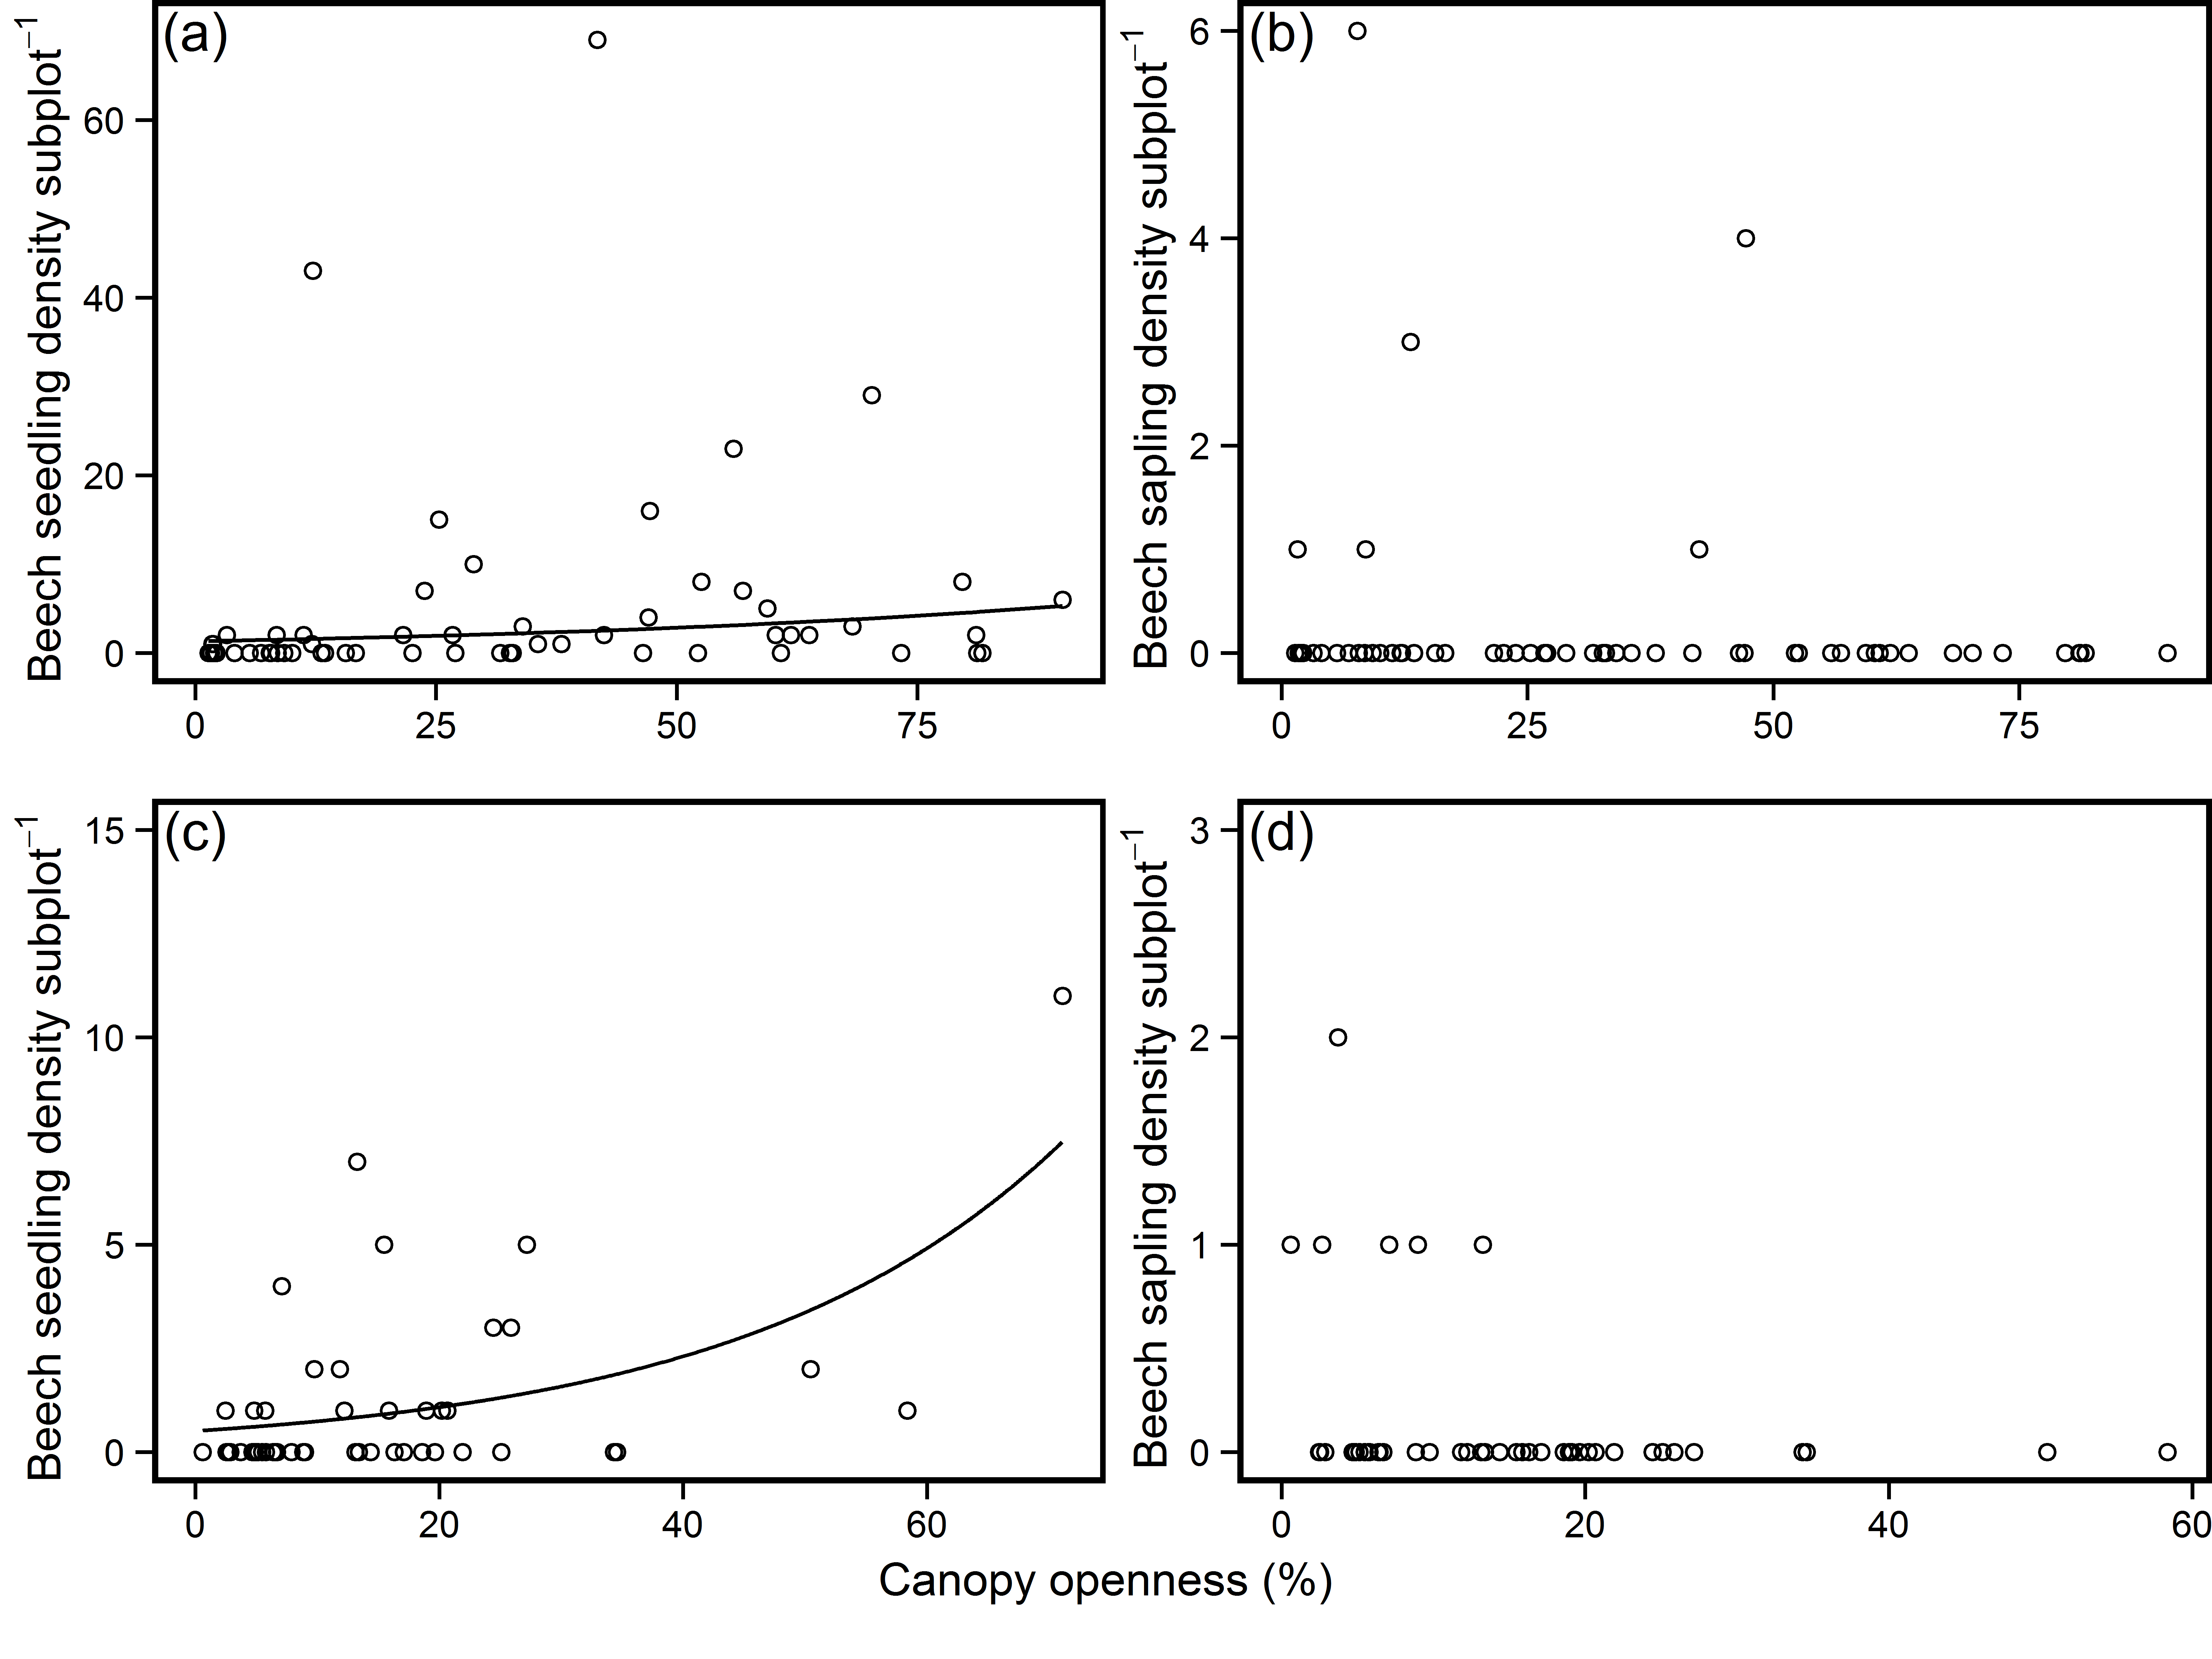 (a)
Beech seedling density subplot⁻¹
60
40
20
0
0 25 50 75
(b)
Beech sapling density subplot⁻¹
6
4
2
0
0 25 50 75
(c)
Beech seedling density subplot⁻¹
15
10
5
0
0 20 40 60
(d)
Beech sapling density subplot⁻¹
3
2
1
0
0 20 40 60
Canopy openness (%)